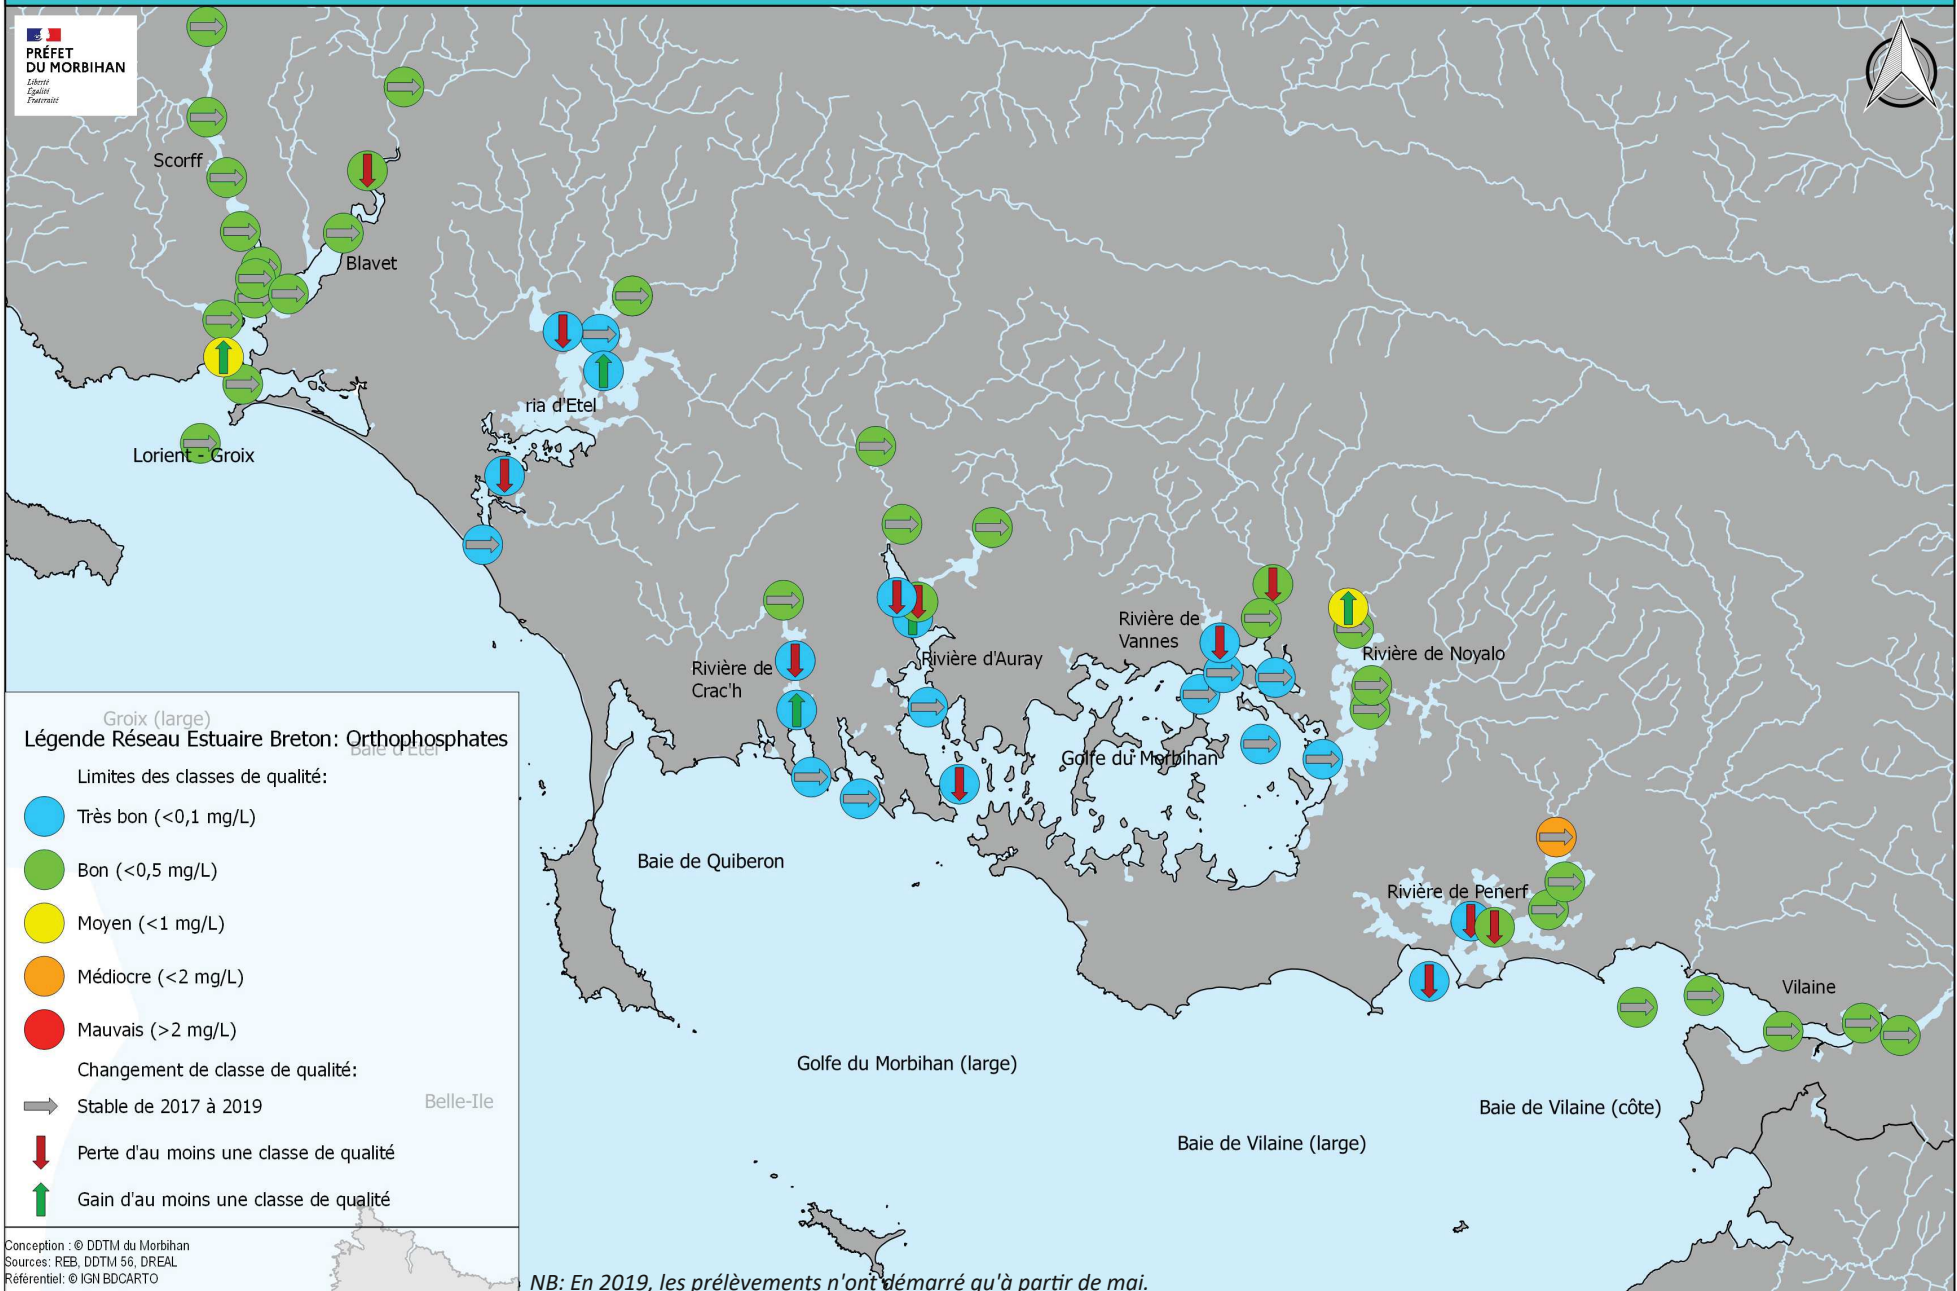 PRÉFET
DU MORBIHAN
Liberté
Égalité
Fraternité
Scorff
Blavet
ria d'Etel
Lorient - Groix
Rivière de
Vannes
Rivière de Noyalo
Rivière d'Auray
Rivière de
Crac'h
Golfe du Morbihan
Baie de Quiberon
Rivière de Penerf
Vilaine
Golfe du Morbihan (large)
Baie de Vilaine (côte)
Baie de Vilaine (large)
Groix (large)
Légende Réseau Estuaire Breton: Orthophosphates
Baie d'Etel
Limites des classes de qualité:
Très bon (<0,1 mg/L)
Bon (<0,5 mg/L)
Moyen (<1 mg/L)
Médiocre (<2 mg/L)
Mauvais (>2 mg/L)
Changement de classe de qualité:
Belle-Ile
Stable de 2017 à 2019
Perte d'au moins une classe de qualité
Gain d'au moins une classe de qualité
Conception : © DDTM du Morbihan
Sources: REB, DDTM 56, DREAL
Référentiel: © IGN BDCARTO
NB: En 2019, les prélèvements n'ont démarré qu'à partir de mai.